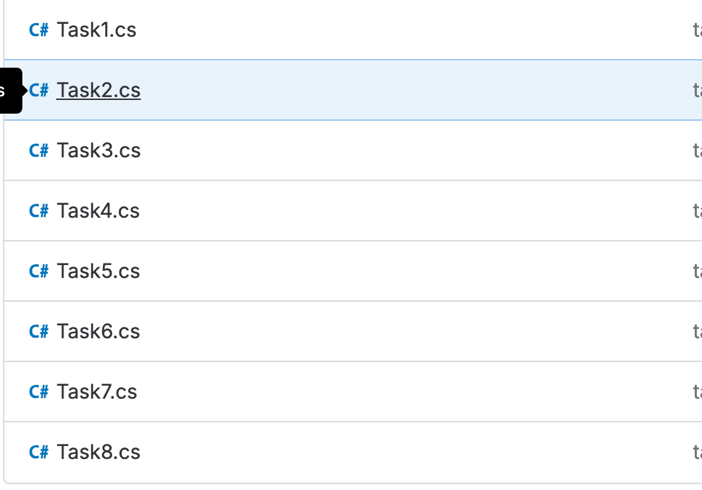 C# Task1.cs
C# Task2.cs
C# Task3.cs
C# Task4.cs
C# Task5.cs
C# Task6.cs
C# Task7.cs
C# Task8.cs